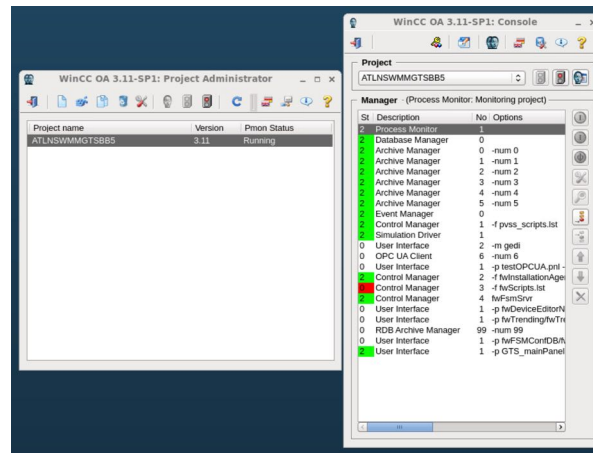 WinCC OA 3.11-SP1: Project Administrator
Project name Version Pmon Status
ATLNSWMMGTSBB5 3.11 Running
WinCC OA 3.11-SP1: Console
Project
ATLNSWMMGTSBB5
Manager - (Process Monitor: Monitoring project)
St Description No Options
2 Process Monitor 1
2 Database Manager 0
2 Archive Manager 0 -num 0
2 Archive Manager 1 -num 1
2 Archive Manager 2 -num 2
2 Archive Manager 3 -num 3
2 Archive Manager 4 -num 4
2 Archive Manager 5 -num 5
2 Event Manager 0
2 Control Manager 1 -f pvss_scripts.lst
2 Simulation Driver 1
0 User Interface 2 -m gedi
0 OPC UA Client 6 -num 6
0 User Interface 1 -p testOPCUA.pnl -
2 Control Manager 2 -f fwInstallationAge
0 Control Manager 3 -f fwScripts.lst
2 Control Manager 4 fwFsmSrvr
0 User Interface 1 -p fwDeviceEditorN
0 User Interface 1 -p fwTrending/fwTre
0 RDB Archive Manager 99 -num 99
0 User Interface 1 -p fwFSMConfDB/f
2 User Interface 1 -p GTS_mainPanel